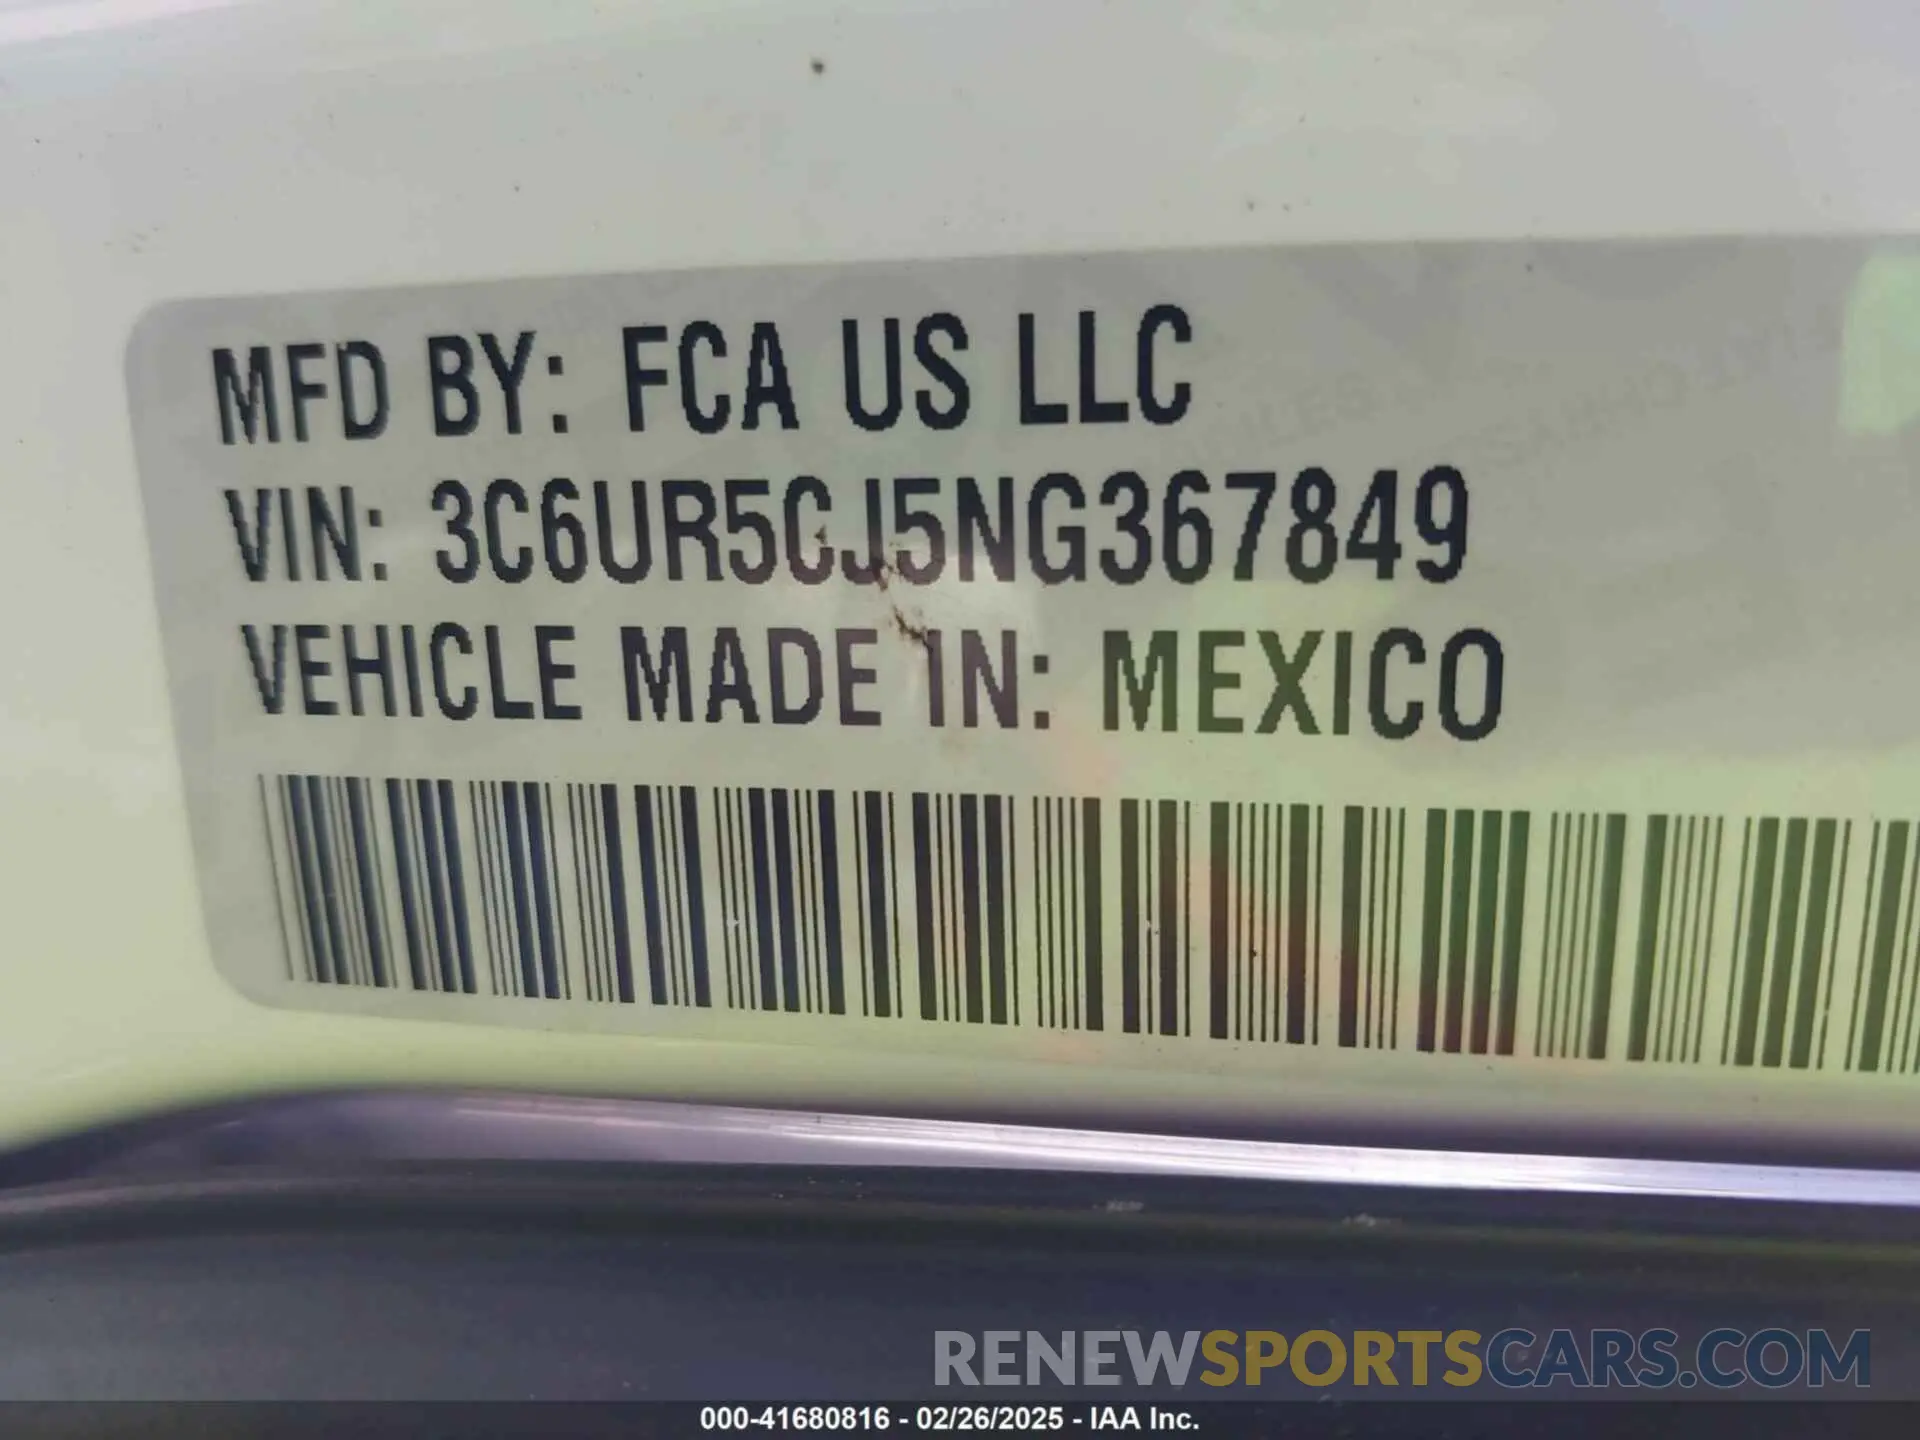 MFD BY: FCA US LLC
VIN: 3C6UR5CJ5NG367849
VEHICLE MADE IN: MEXICO
RENEWSPORTSCARS.COM
000-41680816 - 02/26/2025 - IAA Inc.